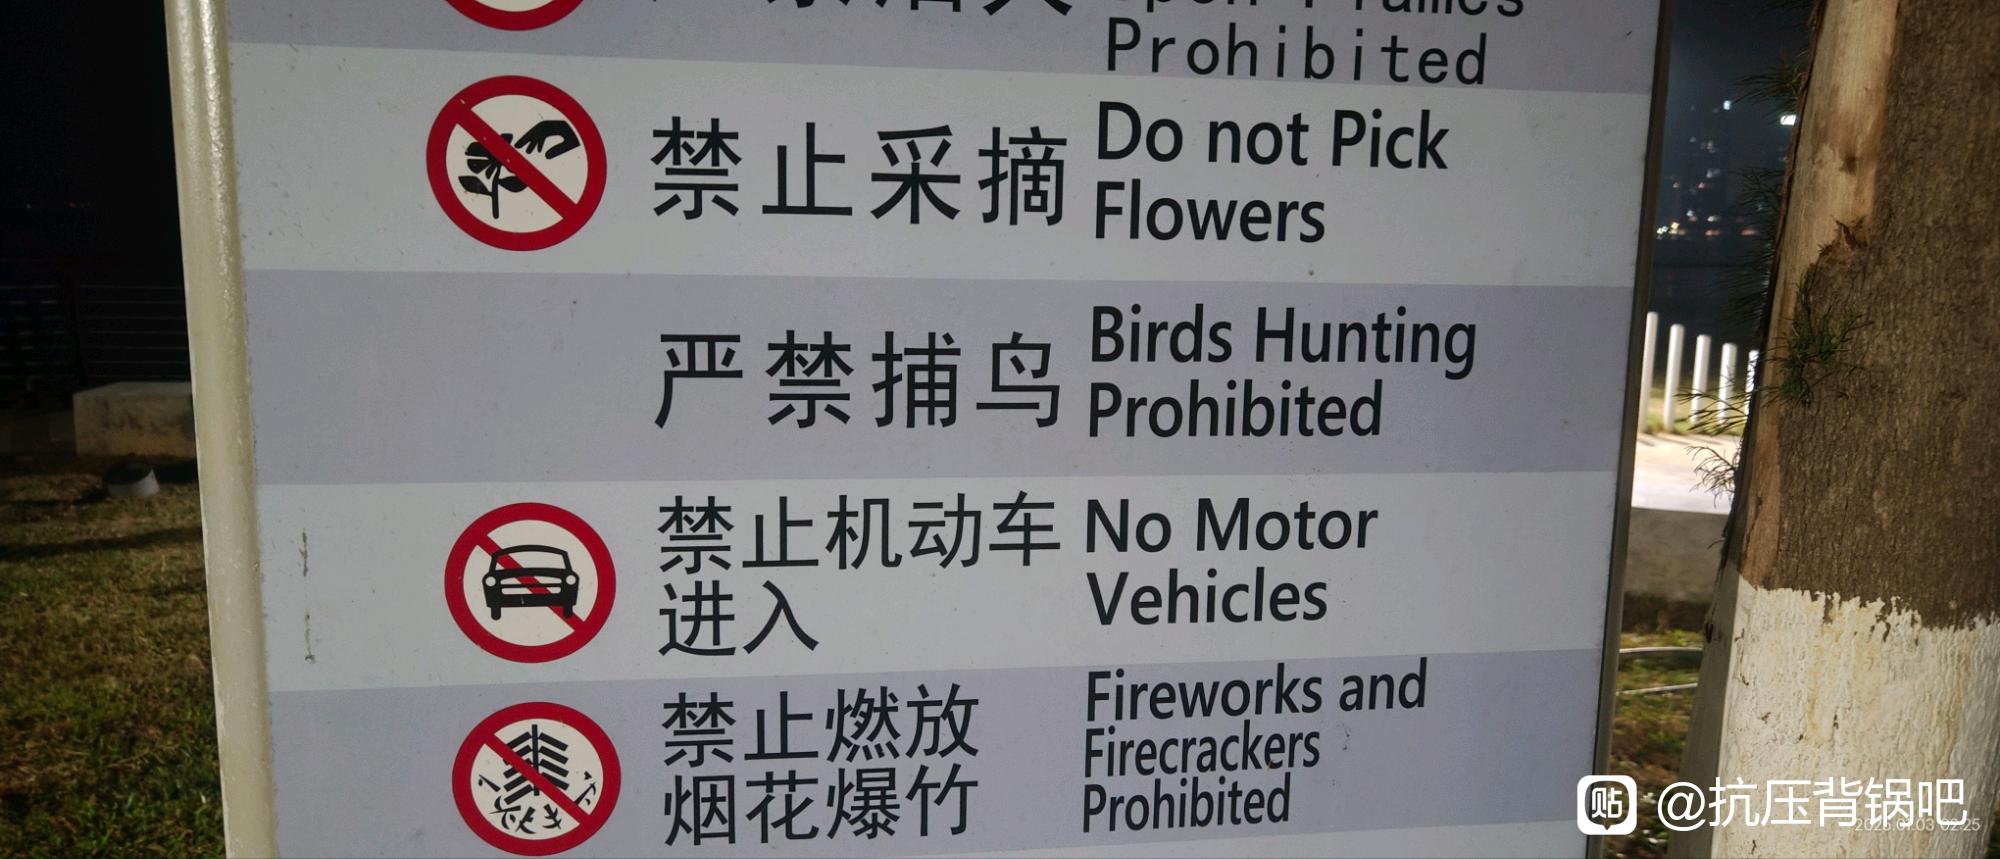 Prohibited
禁止采摘
Do not Pick
Flowers
严禁捕鸟
Birds Hunting
Prohibited
禁止机动车
进入
No Motor
Vehicles
禁止燃放
烟花爆竹
Fireworks and
Firecrackers
Prohibited
贴 @抗压背锅吧